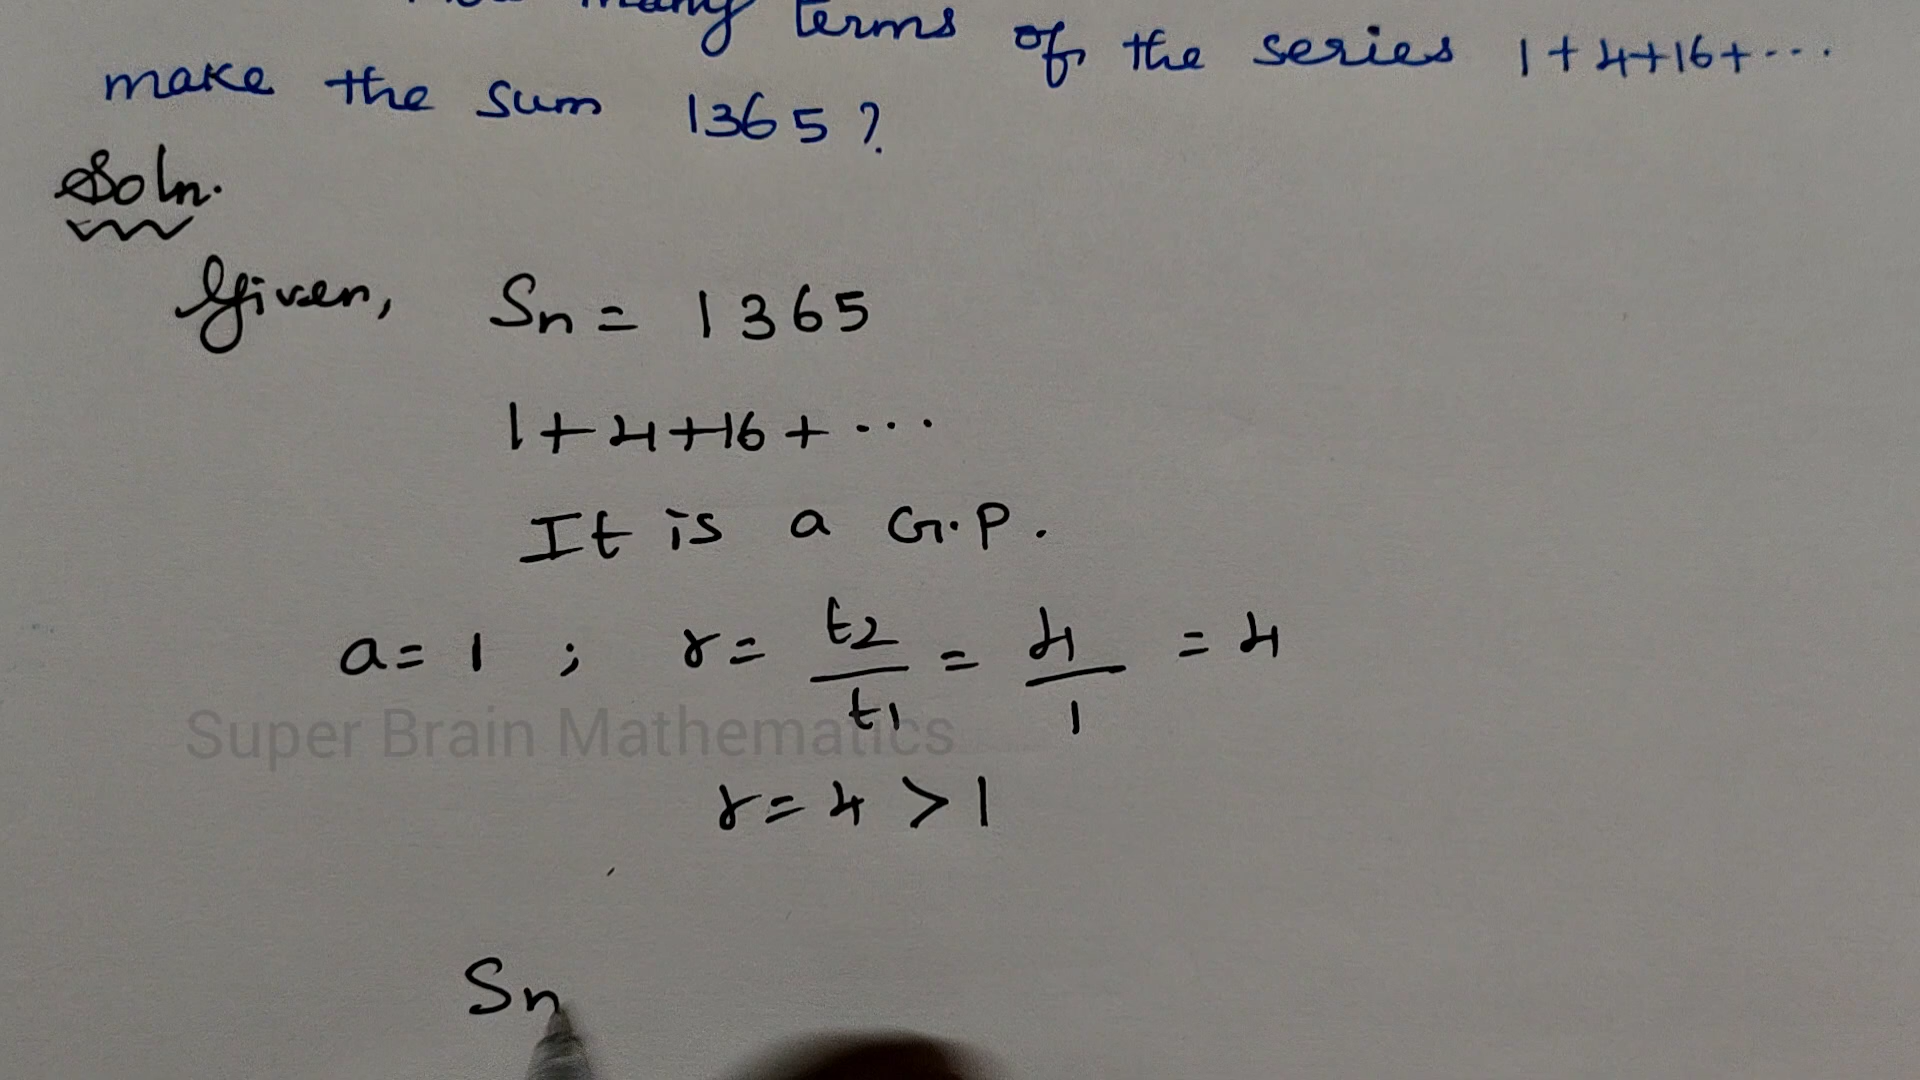 many terms of the series 1+4+16+...
make the sum 1365?
Soln.
Given, Sn = 1365
1+4+16+...
It is a G.P.
a=1 ; r= t2/t1 = 4/1 = 4
Super Brain Mathematics
r=4 >1
Sn